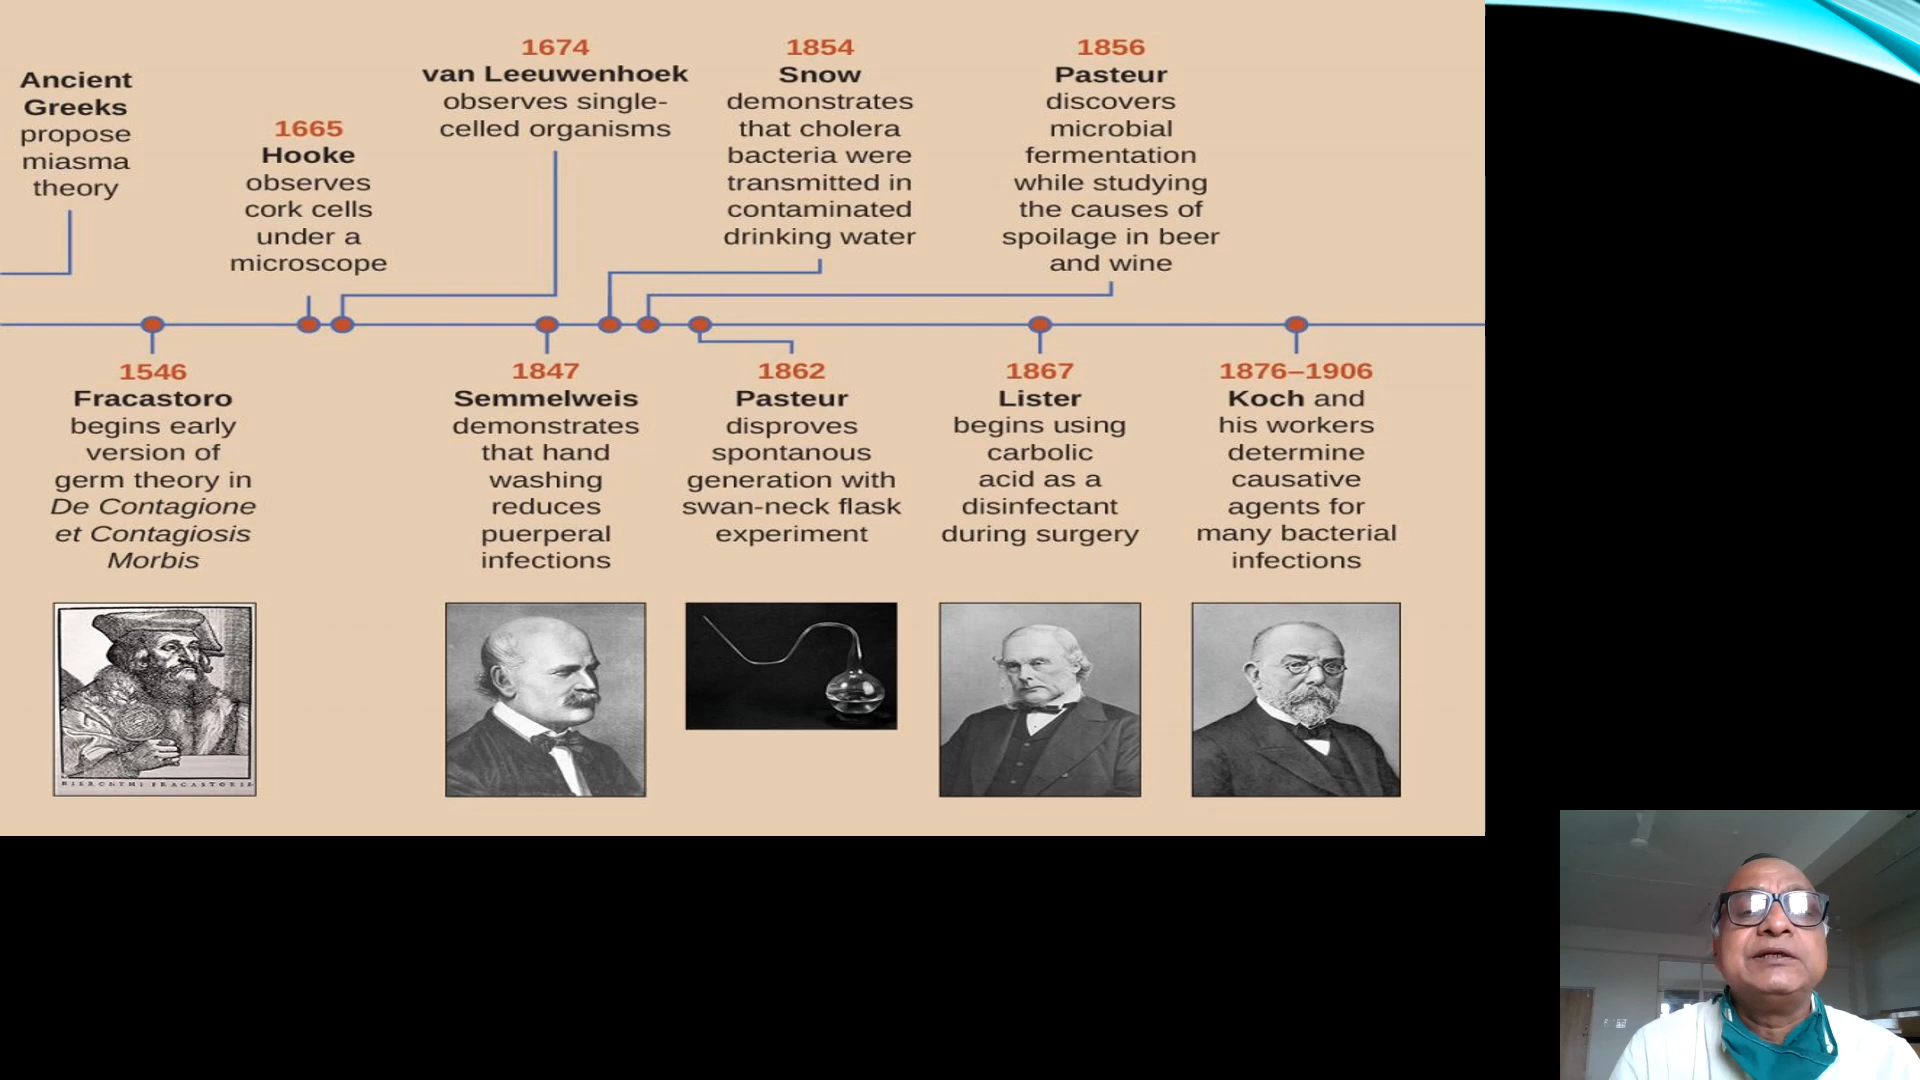 Ancient
Greeks
propose
miasma
theory
1665
Hooke
observes
cork cells
under a
microscope
1674
van Leeuwenhoek
observes single-
celled organisms
1854
Snow
demonstrates
that cholera
bacteria were
transmitted in
contaminated
drinking water
1856
Pasteur
discovers
microbial
fermentation
while studying
the causes of
spoilage in beer
and wine
1546
Fracastoro
begins early
version of
germ theory in
De Contagione
et Contagiosis
Morbis
1847
Semmelweis
demonstrates
that hand
washing
reduces
puerperal
infections
1862
Pasteur
disproves
spontanous
generation with
swan-neck flask
experiment
1867
Lister
begins using
carbolic
acid as a
disinfectant
during surgery
1876–1906
Koch and
his workers
determine
causative
agents for
many bacterial
infections